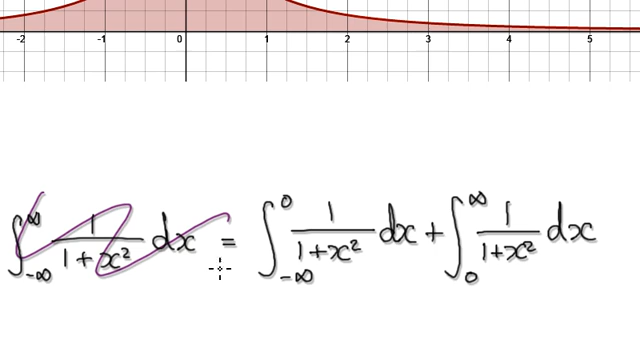 -2 -1 0 1 2 3 4 5
∫_{-∞}^{∞} 1/(1+x²) dx = ∫_{-∞}^{0} 1/(1+x²) dx + ∫_{0}^{∞} 1/(1+x²) dx